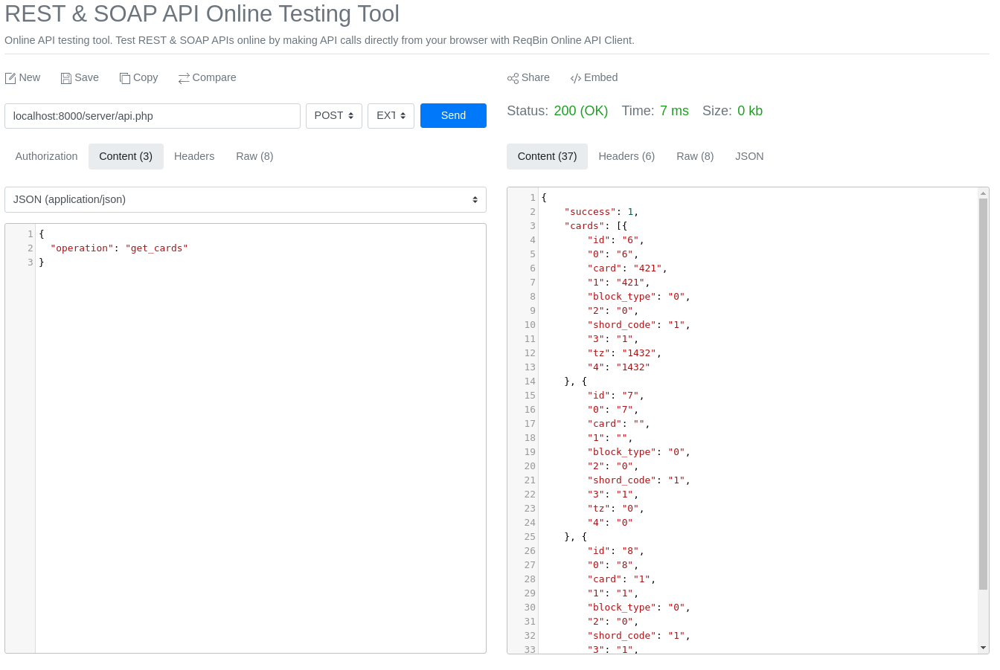 REST & SOAP API Online Testing Tool
Online API testing tool. Test REST & SOAP APIs online by making API calls directly from your browser with ReqBin Online API Client.
New Save Copy Compare
Share Embed
localhost:8000/server/api.php POST EXT Send
Status: 200 (OK) Time: 7 ms Size: 0 kb
Authorization Content (3) Headers Raw (8)
Content (37) Headers (6) Raw (8) JSON
JSON (application/json)
1 {
2 "operation": "get_cards"
3 }
1 {
2 "success": 1,
3 "cards": [{
4 "id": "6",
5 "0": "6",
6 "card": "421",
7 "1": "421",
8 "block_type": "0",
9 "2": "0",
10 "shord_code": "1",
11 "3": "1",
12 "tz": "1432",
13 "4": "1432"
14 }, {
15 "id": "7",
16 "0": "7",
17 "card": "",
18 "1": "",
19 "block_type": "0",
20 "2": "0",
21 "shord_code": "1",
22 "3": "1",
23 "tz": "0",
24 "4": "0"
25 }, {
26 "id": "8",
27 "0": "8",
28 "card": "1",
29 "1": "1",
30 "block_type": "0",
31 "2": "0",
32 "shord_code": "1",
33 "3": "1",